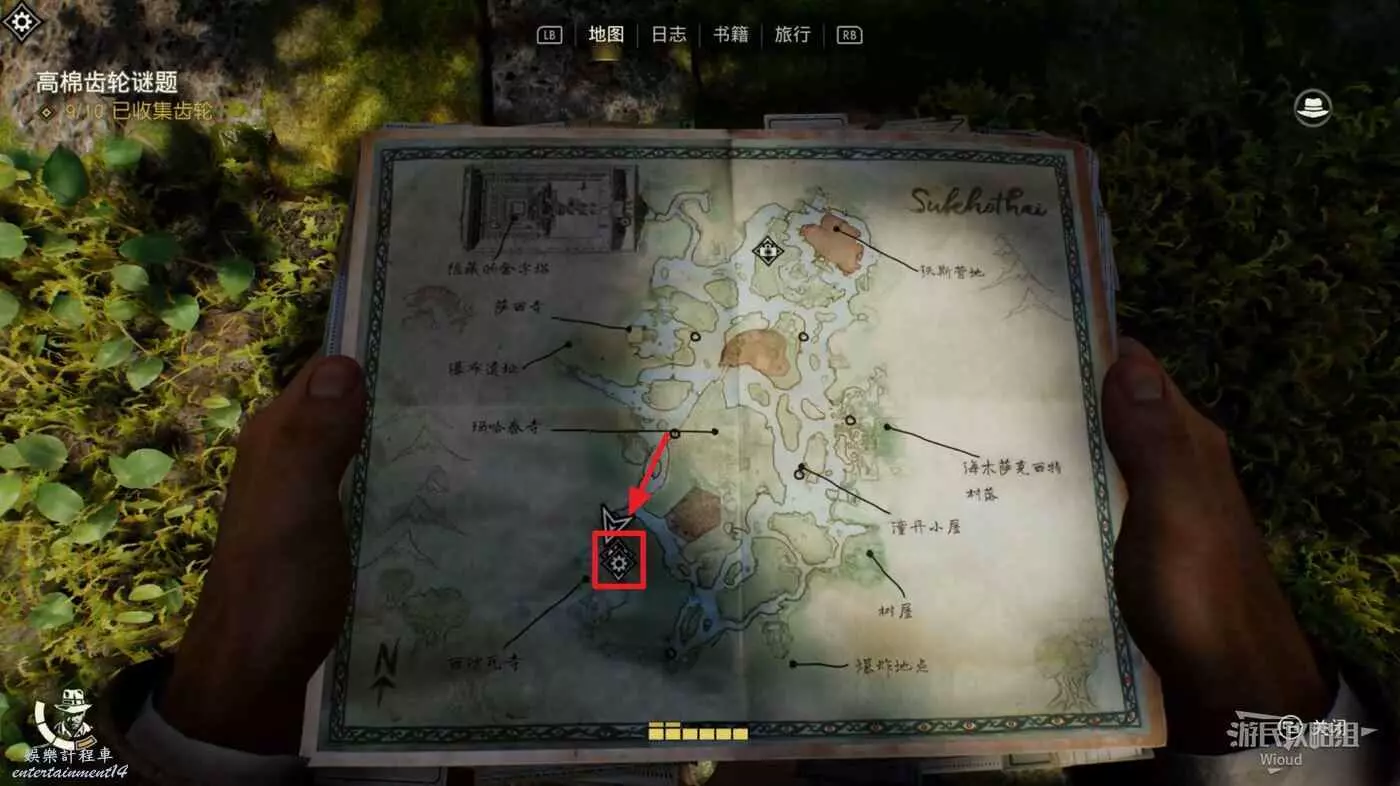 LB 地图 日志 书籍 旅行 RB
高棉齿轮谜题
9/10 已收集齿轮
Sukhothai
隐藏的金字塔
沃斯营地
萨西寺
瀑布遗址
玛哈泰寺
海木萨克西特
村落
潼丹小屋
树屋
西沙瓦寺
爆炸地点
N
关闭
游民攻略组
Wioud
娛樂計程車
entertainment14